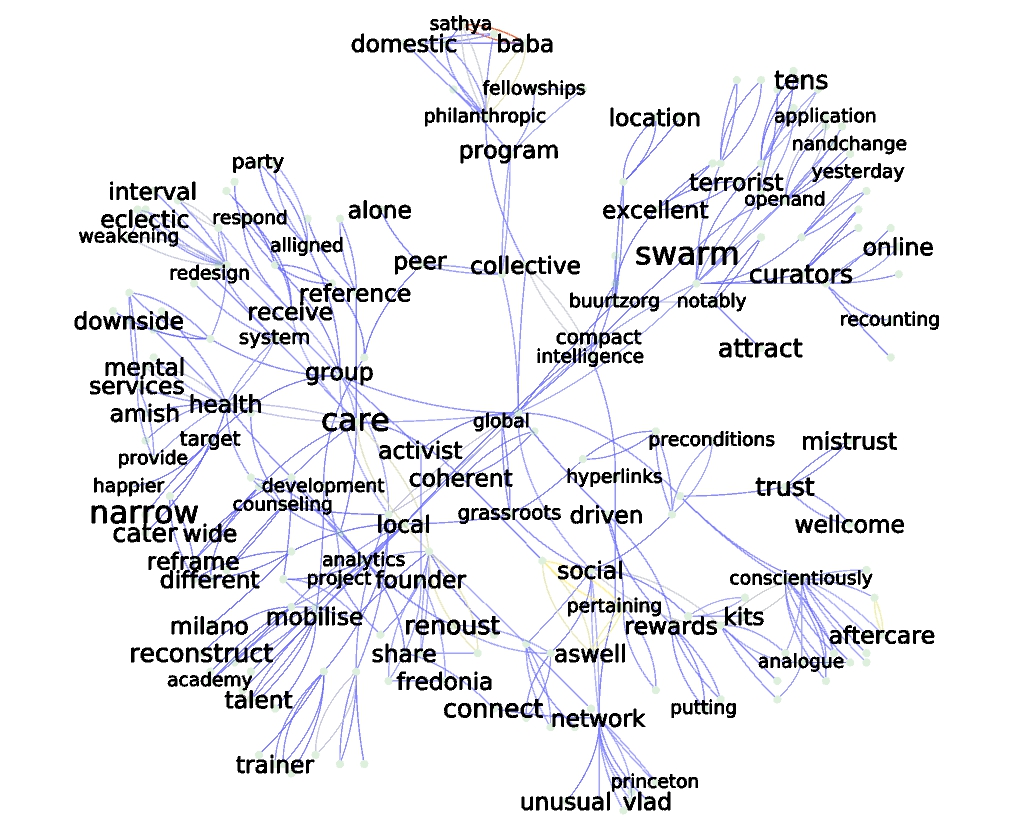 sathya
domestic baba
tens
fellowships
philanthropic
location
application
nandchange
program
party
yesterday
terrorist
interval
openand
eclectic
respond
alone
excellent
weakening
alligned
swarm
online
peer
collective
curators
redesign
reference
buurtzorg
notably
receive
downside
recounting
system
compact
intelligence
attract
mental
group
services
health
amish
care
global
target
activist
preconditions
mistrust
provide
coherent
hyperlinks
happier
development
trust
counseling
narrow
local
grassroots
driven
wellcome
cater wide
reframe
analytics
different
project
founder
social
conscientiously
pertaining
mobilise
milano
renoust
rewards
kits
aftercare
reconstruct
share
aswell
analogue
academy
fredonia
talent
connect
network
putting
trainer
princeton
unusual
vlad